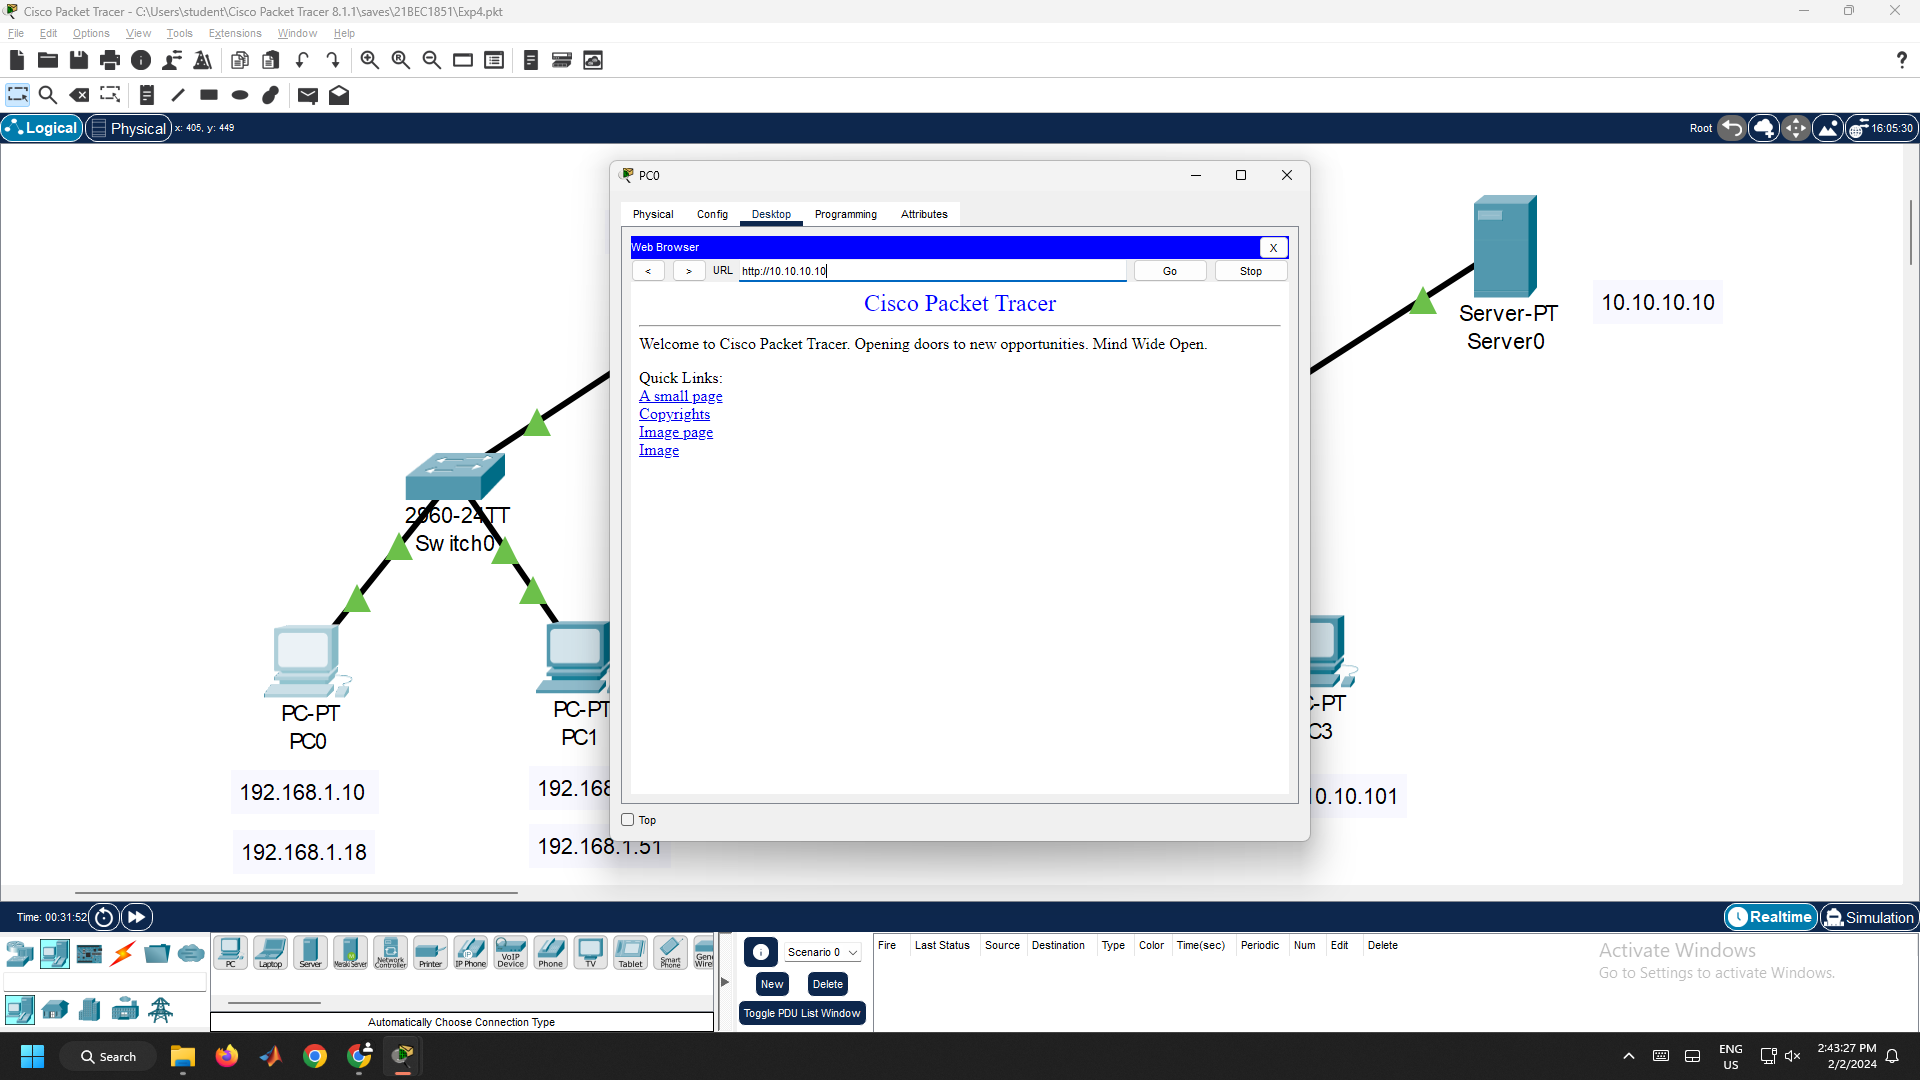 Cisco Packet Tracer - C:\Users\student\Cisco Packet Tracer 8.1.1\saves\21BEC1851\Exp4.pkt
File Edit Options View Tools Extensions Window Help
?
Logical Physical x: 405, y: 449 Root 16:05:30
PC0
Physical Config Desktop Programming Attributes
Web Browser X
< > URL http://10.10.10.10 Go Stop
Cisco Packet Tracer
Welcome to Cisco Packet Tracer. Opening doors to new opportunities. Mind Wide Open.
Quick Links:
A small page
Copyrights
Image page
Image
Top
Server-PT
Server0
10.10.10.10
2960-24TT
Switch0
PC-PT
PC0
PC-PT
PC1
-PT
C3
192.168.1.10
192.168
0.10.101
192.168.1.18
192.168.1.51
Time: 00:31:52 Realtime Simulation
PC Laptop Server Meraki Server Network Controller Printer IP Phone VoIP Device Phone TV Tablet Smart Phone
Automatically Choose Connection Type
Scenario 0
New Delete
Toggle PDU List Window
Fire Last Status Source Destination Type Color Time(sec) Periodic Num Edit Delete
Activate Windows
Go to Settings to activate Windows.
Search
ENG
US
2:43:27 PM
2/2/2024